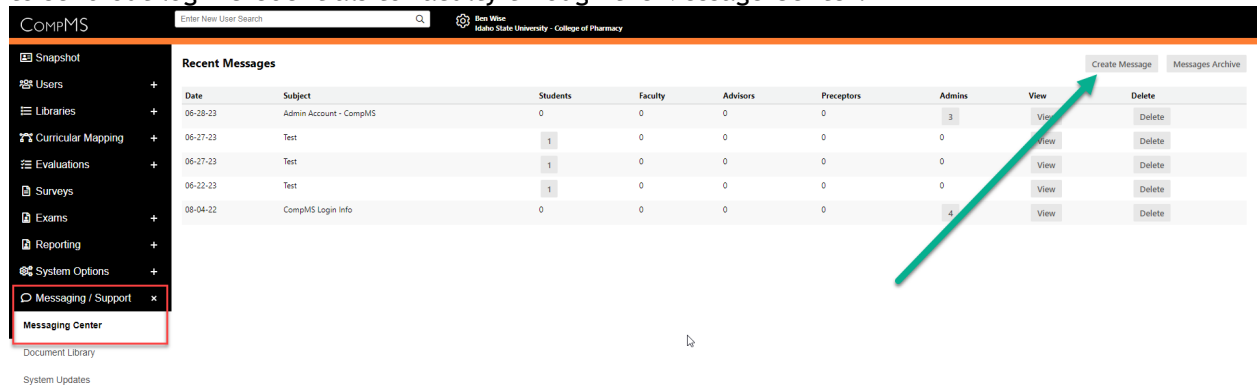 COMPMS
Enter New User Search
Ben Wise
Idaho State University - College of Pharmacy
Snapshot
Users +
Libraries +
Curricular Mapping +
Evaluations +
Surveys
Exams +
Reporting +
System Options +
Messaging / Support ×
Messaging Center
Document Library
System Updates
Recent Messages
Create Message Messages Archive
Date Subject Students Faculty Advisors Preceptors Admins View Delete
06-28-23 Admin Account - CompMS 0 0 0 0 3 View Delete
06-27-23 Test 1 0 0 0 0 View Delete
06-27-23 Test 1 0 0 0 0 View Delete
06-22-23 Test 1 0 0 0 0 View Delete
08-04-22 CompMS Login Info 0 0 0 0 4 View Delete